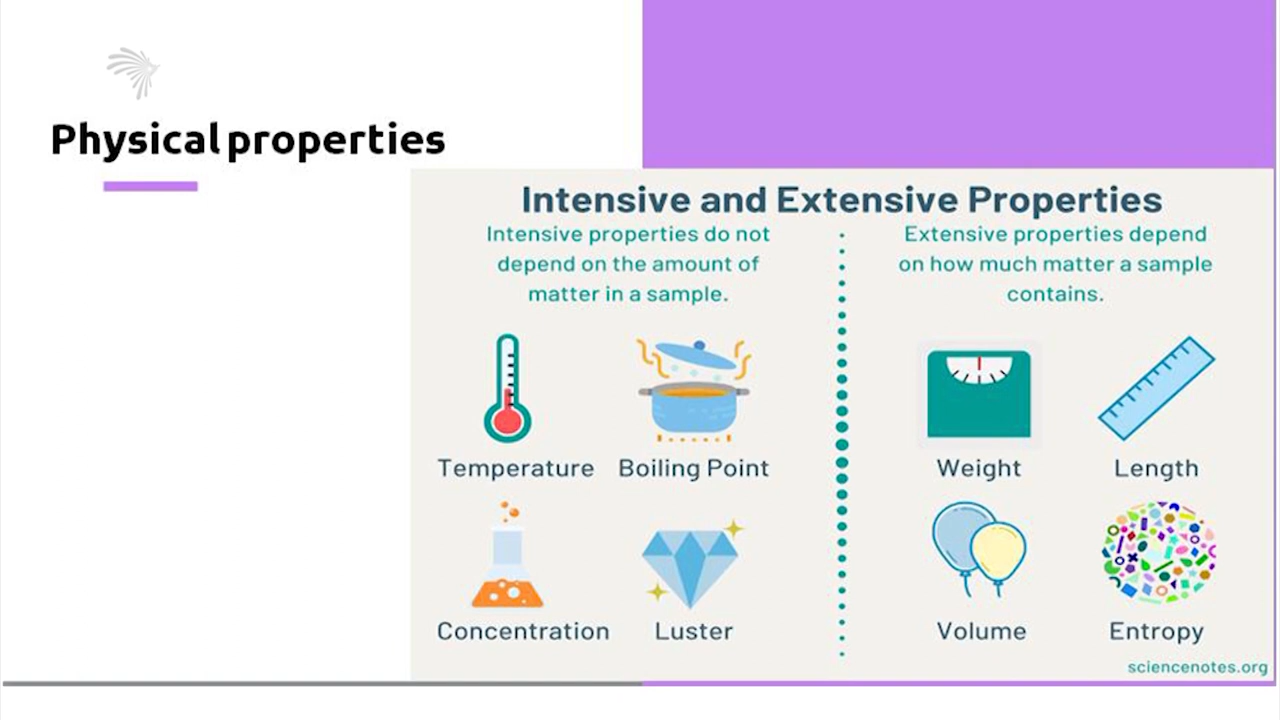 Physical properties
Intensive and Extensive Properties
Intensive properties do not
depend on the amount of
matter in a sample.
Extensive properties depend
on how much matter a sample
contains.
Temperature
Boiling Point
Weight
Length
Concentration
Luster
Volume
Entropy
sciencenotes.org